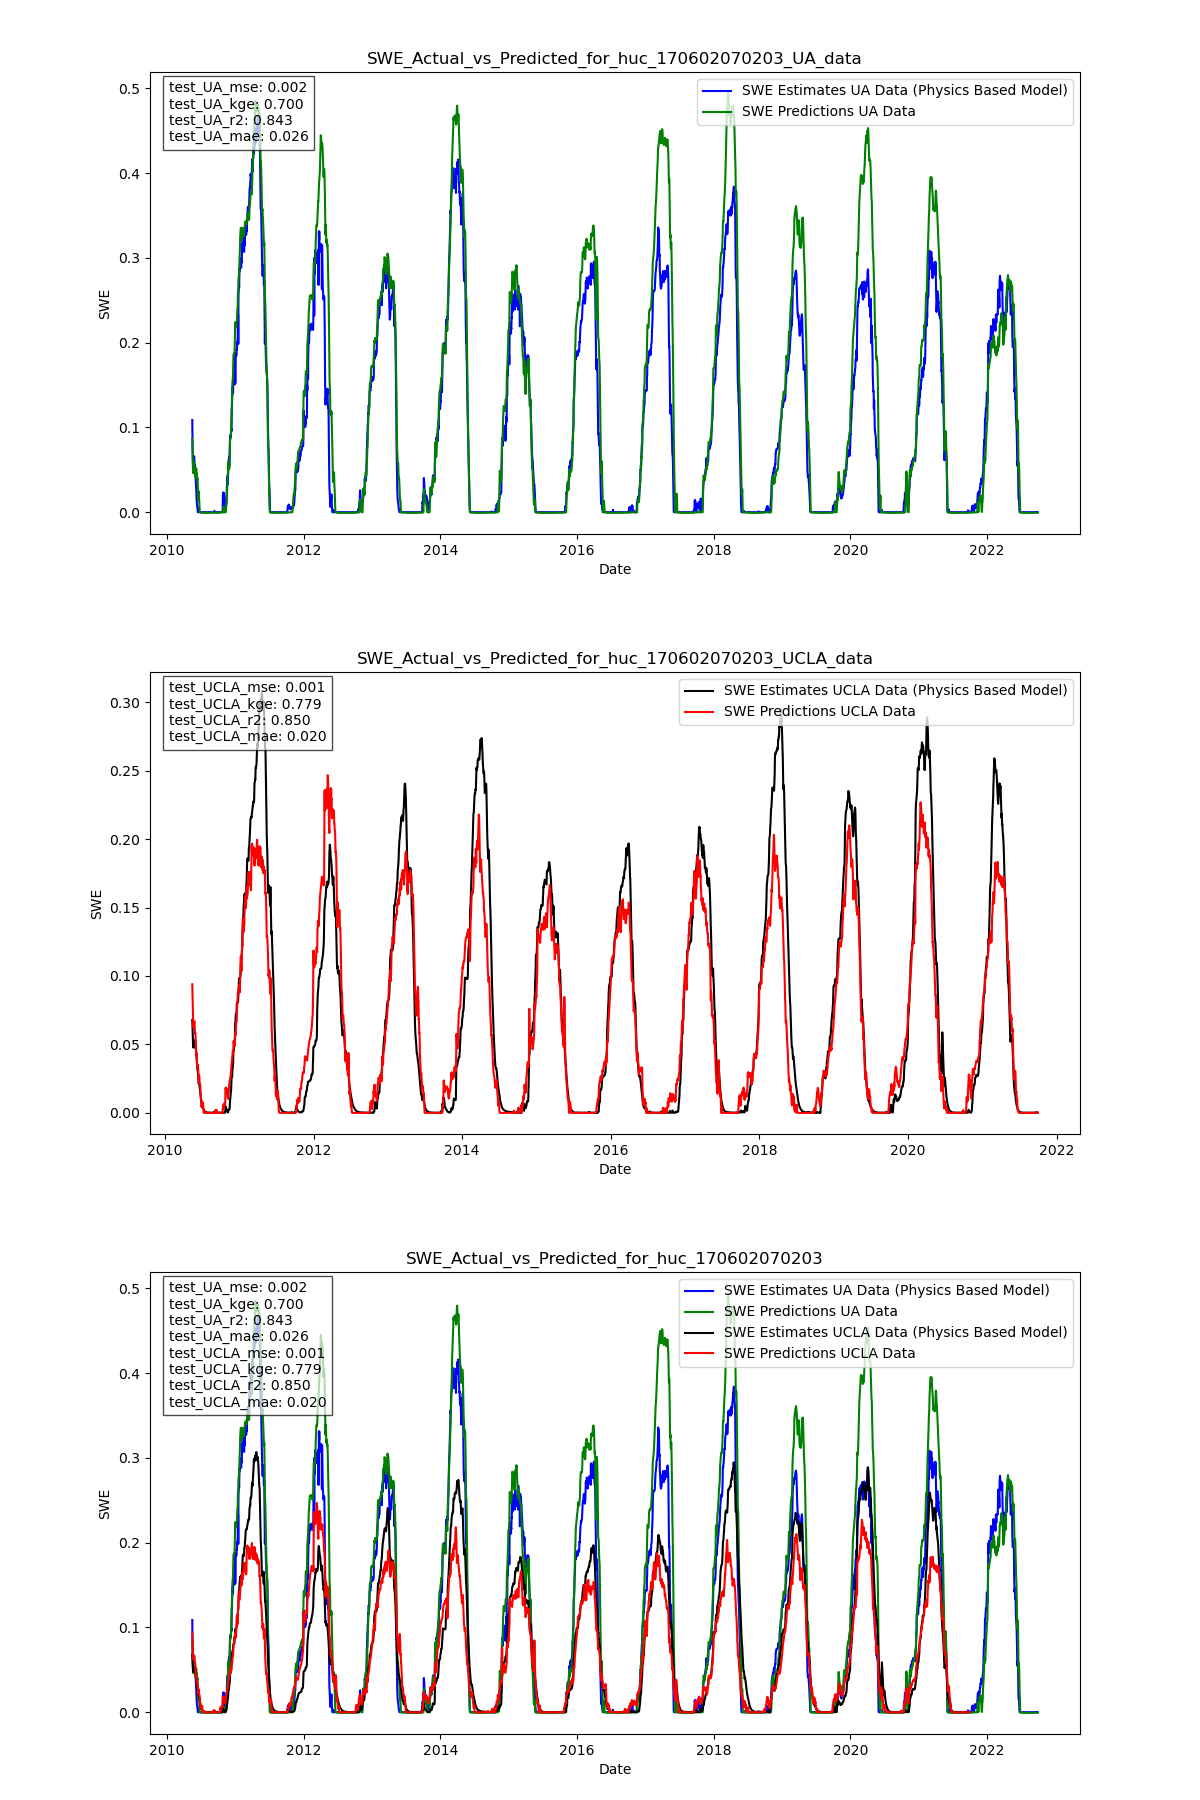 SWE_Actual_vs_Predicted_for_huc_170602070203_UA_data
test_UA_mse: 0.002
test_UA_kge: 0.700
test_UA_r2: 0.843
test_UA_mae: 0.026
SWE Estimates UA Data (Physics Based Model)
SWE Predictions UA Data
0.5
0.4
0.3
0.2
0.1
0.0
SWE
2010
2012
2014
2016
2018
2020
2022
Date
SWE_Actual_vs_Predicted_for_huc_170602070203_UCLA_data
test_UCLA_mse: 0.001
test_UCLA_kge: 0.779
test_UCLA_r2: 0.850
test_UCLA_mae: 0.020
SWE Estimates UCLA Data (Physics Based Model)
SWE Predictions UCLA Data
0.30
0.25
0.20
0.15
0.10
0.05
0.00
SWE
2010
2012
2014
2016
2018
2020
2022
Date
SWE_Actual_vs_Predicted_for_huc_170602070203
test_UA_mse: 0.002
test_UA_kge: 0.700
test_UA_r2: 0.843
test_UA_mae: 0.026
test_UCLA_mse: 0.001
test_UCLA_kge: 0.779
test_UCLA_r2: 0.850
test_UCLA_mae: 0.020
SWE Estimates UA Data (Physics Based Model)
SWE Predictions UA Data
SWE Estimates UCLA Data (Physics Based Model)
SWE Predictions UCLA Data
0.5
0.4
0.3
0.2
0.1
0.0
SWE
2010
2012
2014
2016
2018
2020
2022
Date